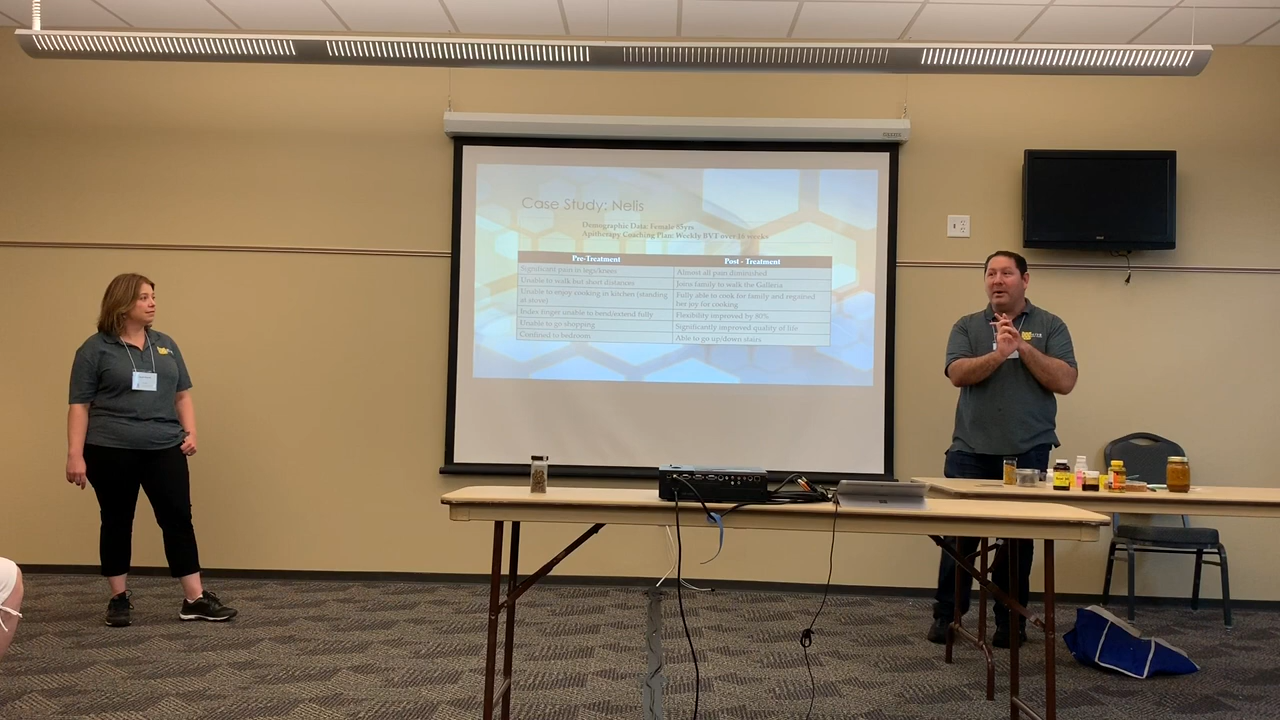 Case Study: Nelis
Demographic Data: Female 85yrs
Apitherapy Coaching Plan: Weekly BVT over 18 weeks
Pre-Treatment
Post - Treatment
Significant pain in legs/knees
Almost all pain diminished
Unable to walk but short distances
Joins family to walk the Galleria
Unable to enjoy cooking in kitchen (standing
at stove)
Fully able to cook for family and regained
her joy for cooking
Index finger unable to bend/extend fully
Flexibility improved by 80%
Unable to go shopping
Significantly improved quality of life
Confined to bedroom
Able to go up/down stairs